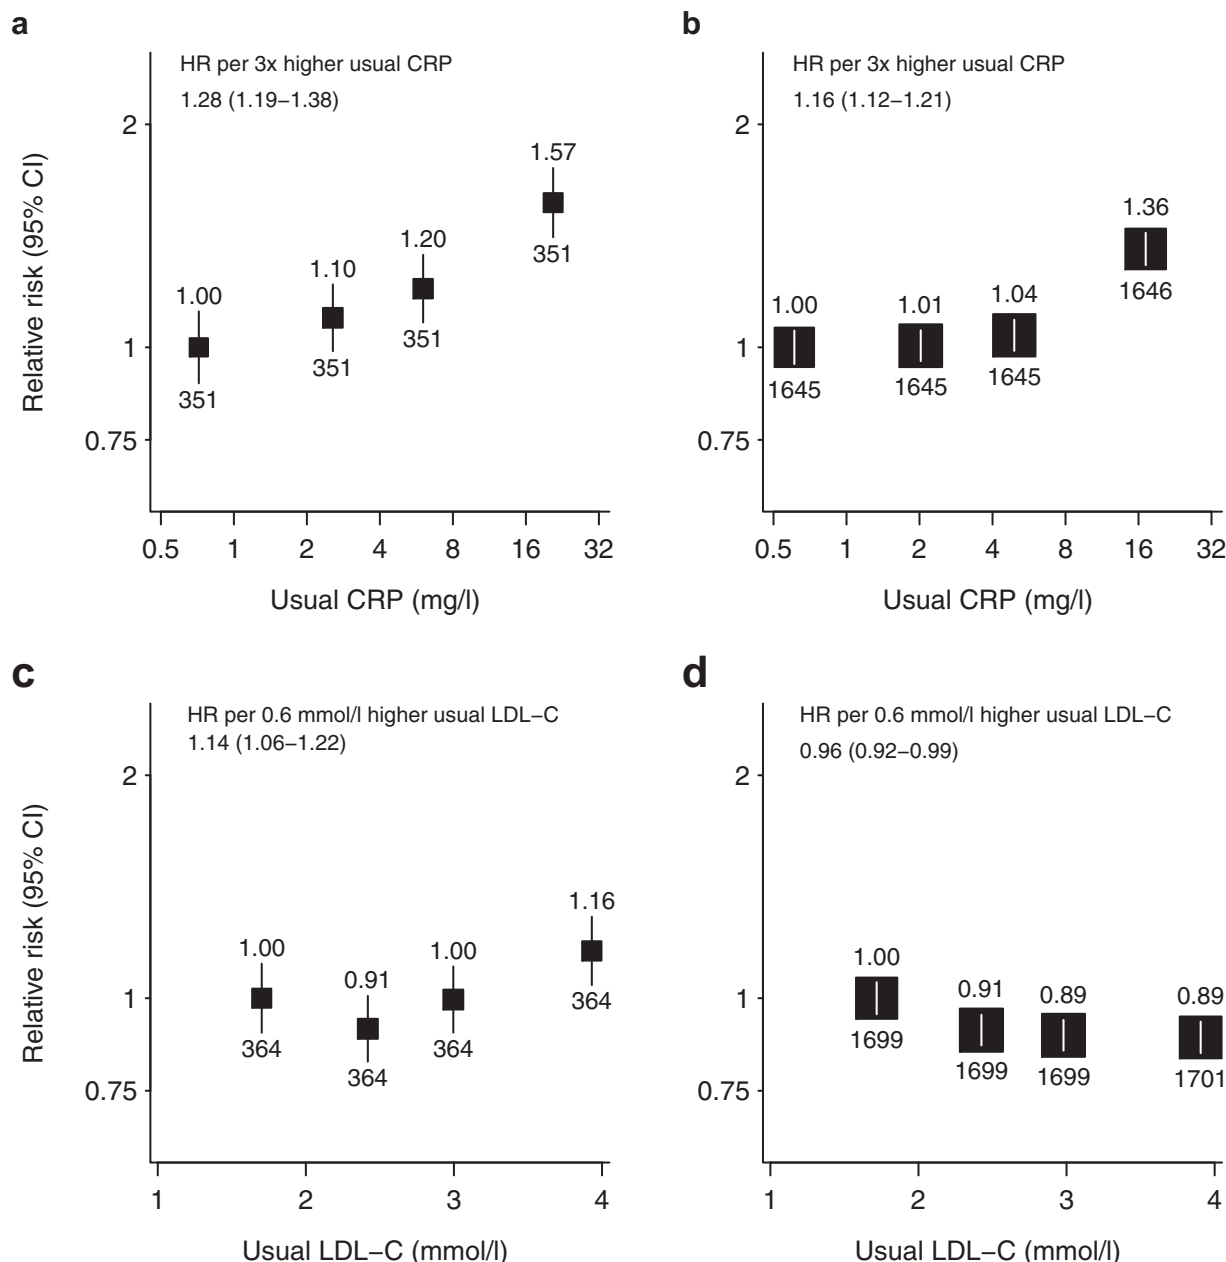 a
HR per 3x higher usual CRP
1.28 (1.19–1.38)
Relative risk (95% CI)
2
1
0.75
1.00
351
1.10
351
1.20
351
1.57
351
0.5 1 2 4 8 16 32
Usual CRP (mg/l)
b
HR per 3x higher usual CRP
1.16 (1.12–1.21)
2
1
0.75
1.00
1645
1.01
1645
1.04
1645
1.36
1646
0.5 1 2 4 8 16 32
Usual CRP (mg/l)
c
HR per 0.6 mmol/l higher usual LDL–C
1.14 (1.06–1.22)
Relative risk (95% CI)
2
1
0.75
1.00
364
0.91
364
1.00
364
1.16
364
1 2 3 4
Usual LDL–C (mmol/l)
d
HR per 0.6 mmol/l higher usual LDL–C
0.96 (0.92–0.99)
2
1
0.75
1.00
1699
0.91
1699
0.89
1699
0.89
1701
1 2 3 4
Usual LDL–C (mmol/l)